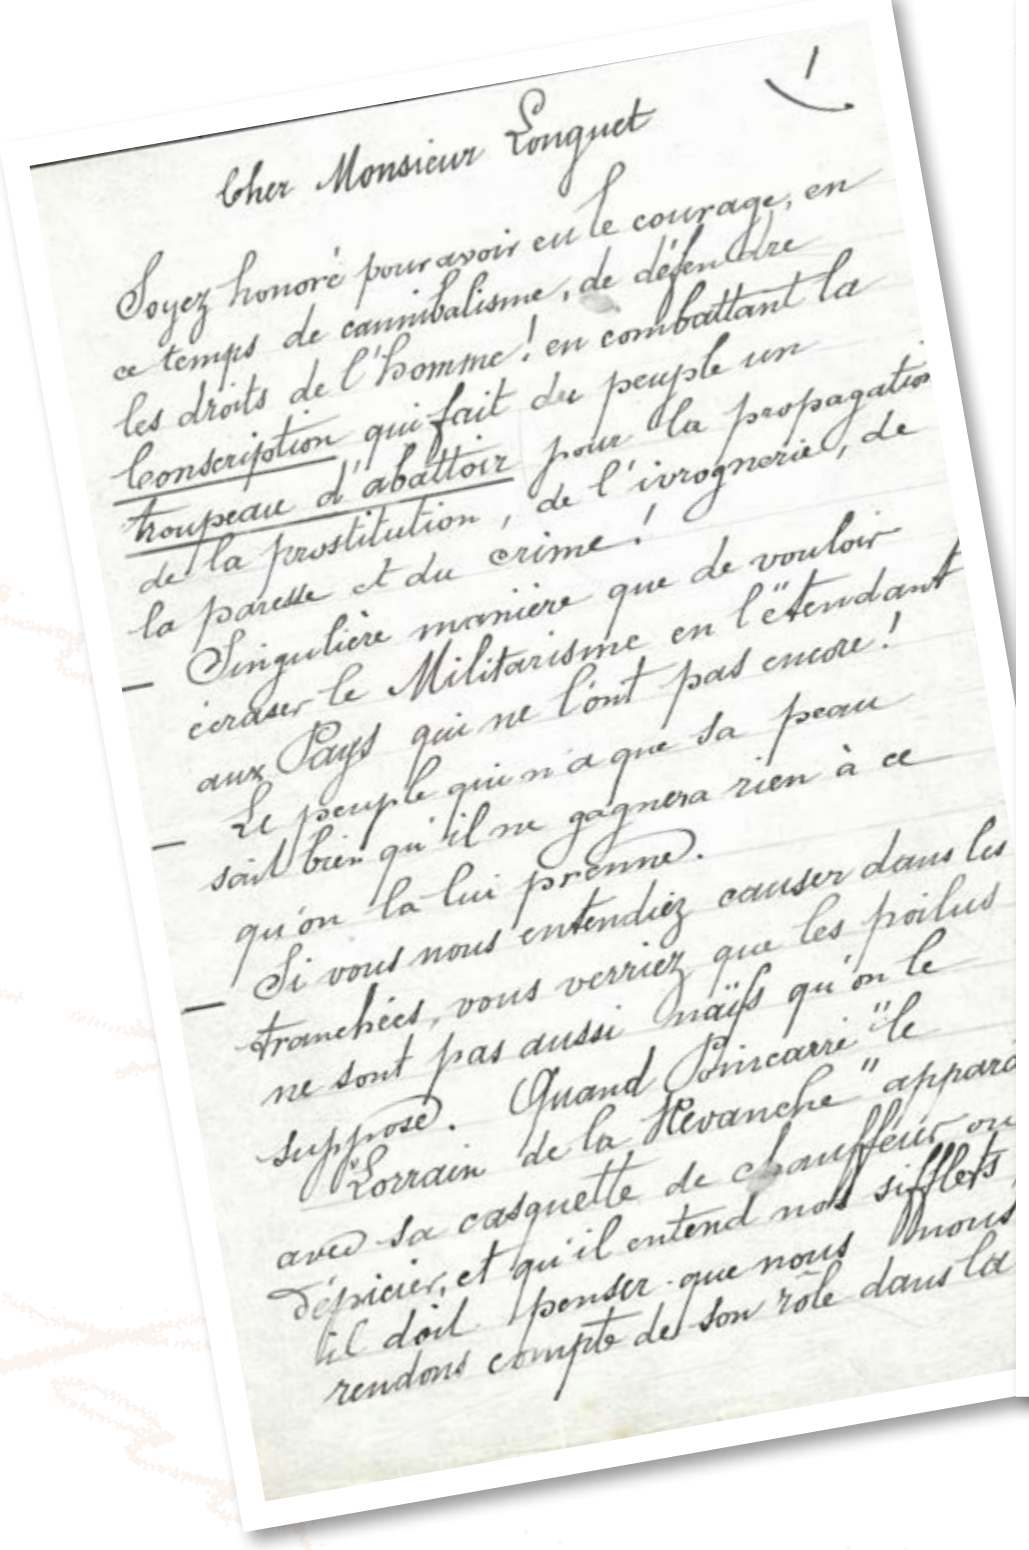 1
Cher Monsieur Longuet
Soyez honoré pour avoir eu le courage, en
ce temps de cannibalisme, de défendre
les droits de l'homme! en combattant la
Conscription qui fait du peuple un
troupeau d'abattoir pour la propagation
de la prostitution, de l'ivrognerie, de
la paresse et du crime!
— Singulière manière que de vouloir
écraser le Militarisme en l'étendant
aux Pays qui ne l'ont pas encore!
— Le peuple qui n'a que sa peau
sait bien qu'il ne gagnera rien à ce
qu'on la lui prenne.
— Si vous nous entendiez causer dans les
tranchées, vous verriez que les poilus
ne sont pas aussi naïfs qu'on le
suppose. Quand Poincarré "le
Lorrain de la Revanche" appara
avec sa casquette de chauffeur ou
d'épicier, et qu'il entend nos sifflets,
il doit penser que nous nous
rendons compte de son rôle dans la